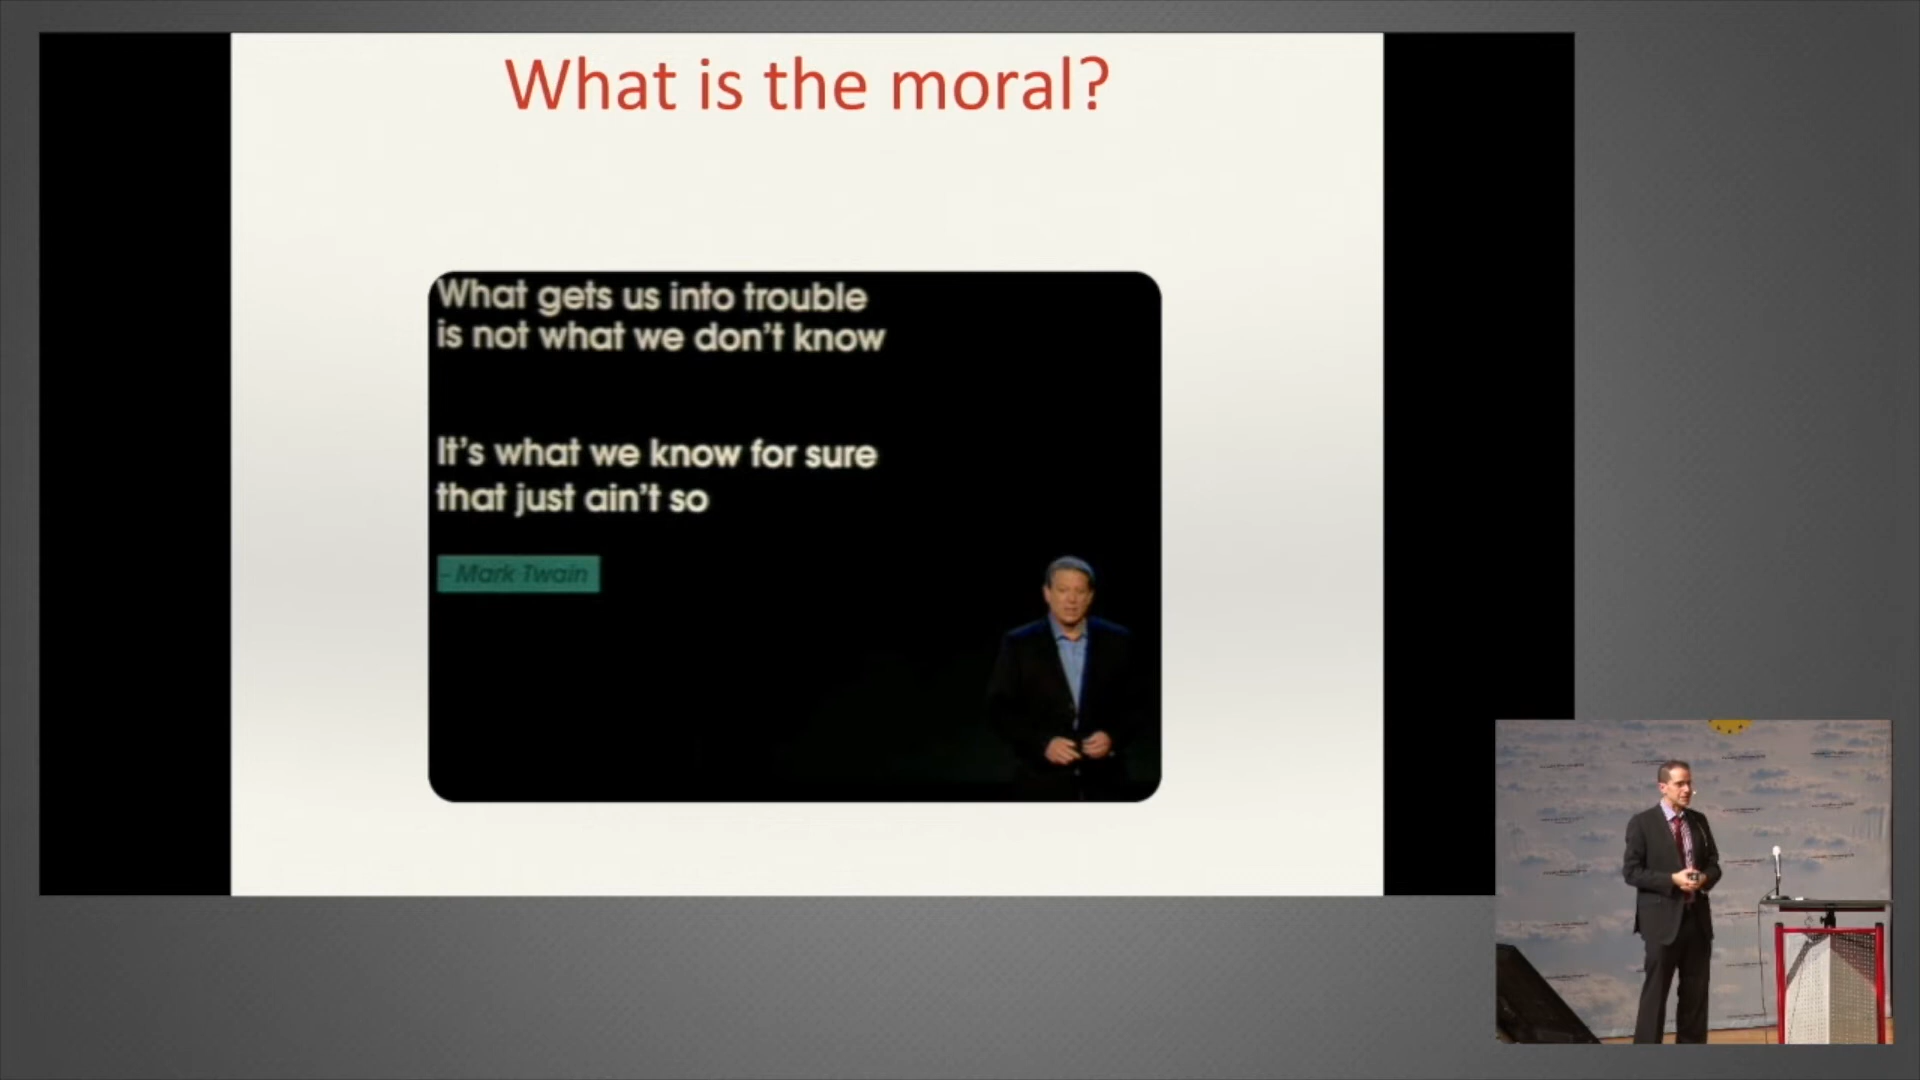 What is the moral?
What gets us into trouble
is not what we don't know
It's what we know for sure
that just ain't so
- Mark Twain